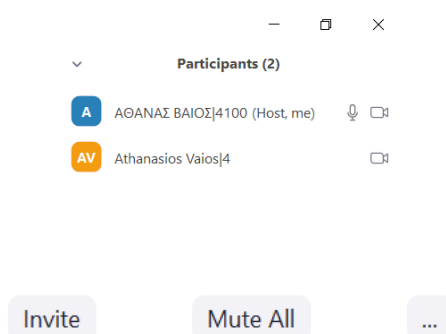 Participants (2)
A ΑΘΑΝΑΣ ΒΑΙΟΣ|4100 (Host, me)
AV Athanasios Vaios|4
Invite Mute All ...